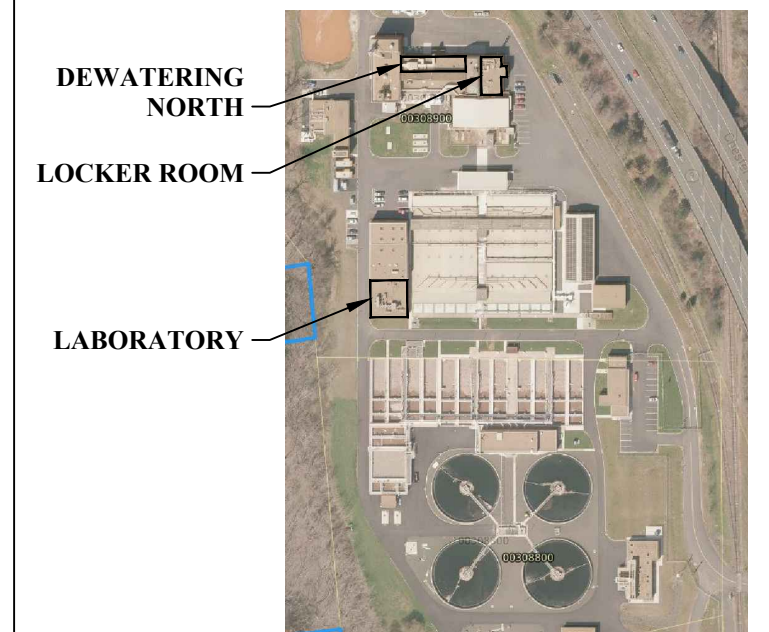 DEWATERING
NORTH
00308900
LOCKER ROOM
LABORATORY
00308800